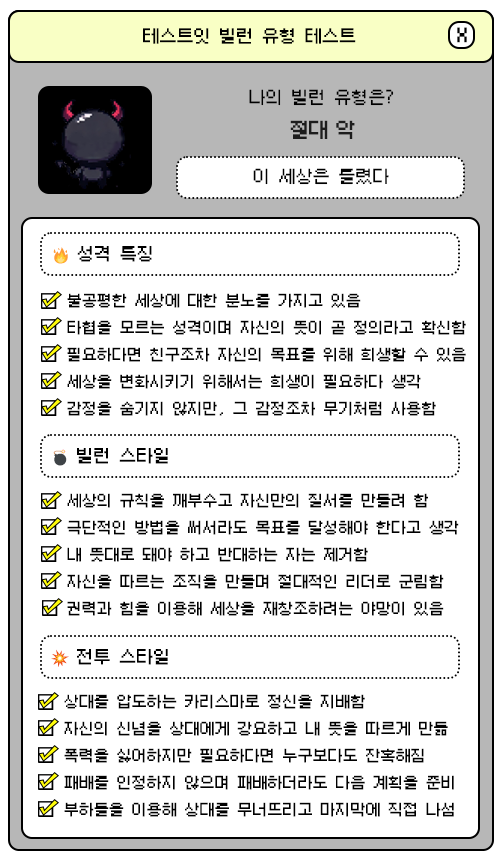 테스트잇 빌런 유형 테스트
X
나의 빌런 유형은?
절대 악
이 세상은 틀렸다
성격 특징
불공평한 세상에 대한 분노를 가지고 있음
타협을 모르는 성격이며 자신의 뜻이 곧 정의라고 확신함
필요하다면 친구조차 자신의 목표를 위해 희생할 수 있음
세상을 변화시키기 위해서는 희생이 필요하다 생각
감정을 숨기지 않지만, 그 감정조차 무기처럼 사용함
빌런 스타일
세상의 규칙을 깨부수고 자신만의 질서를 만들려 함
극단적인 방법을 써서라도 목표를 달성해야 한다고 생각
내 뜻대로 돼야 하고 반대하는 자는 제거함
자신을 따르는 조직을 만들며 절대적인 리더로 군림함
권력과 힘을 이용해 세상을 재창조하려는 야망이 있음
전투 스타일
상대를 압도하는 카리스마로 정신을 지배함
자신의 신념을 상대에게 강요하고 내 뜻을 따르게 만듦
폭력을 싫어하지만 필요하다면 누구보다도 잔혹해짐
패배를 인정하지 않으며 패배하더라도 다음 계획을 준비
부하들을 이용해 상대를 무너뜨리고 마지막에 직접 나섬